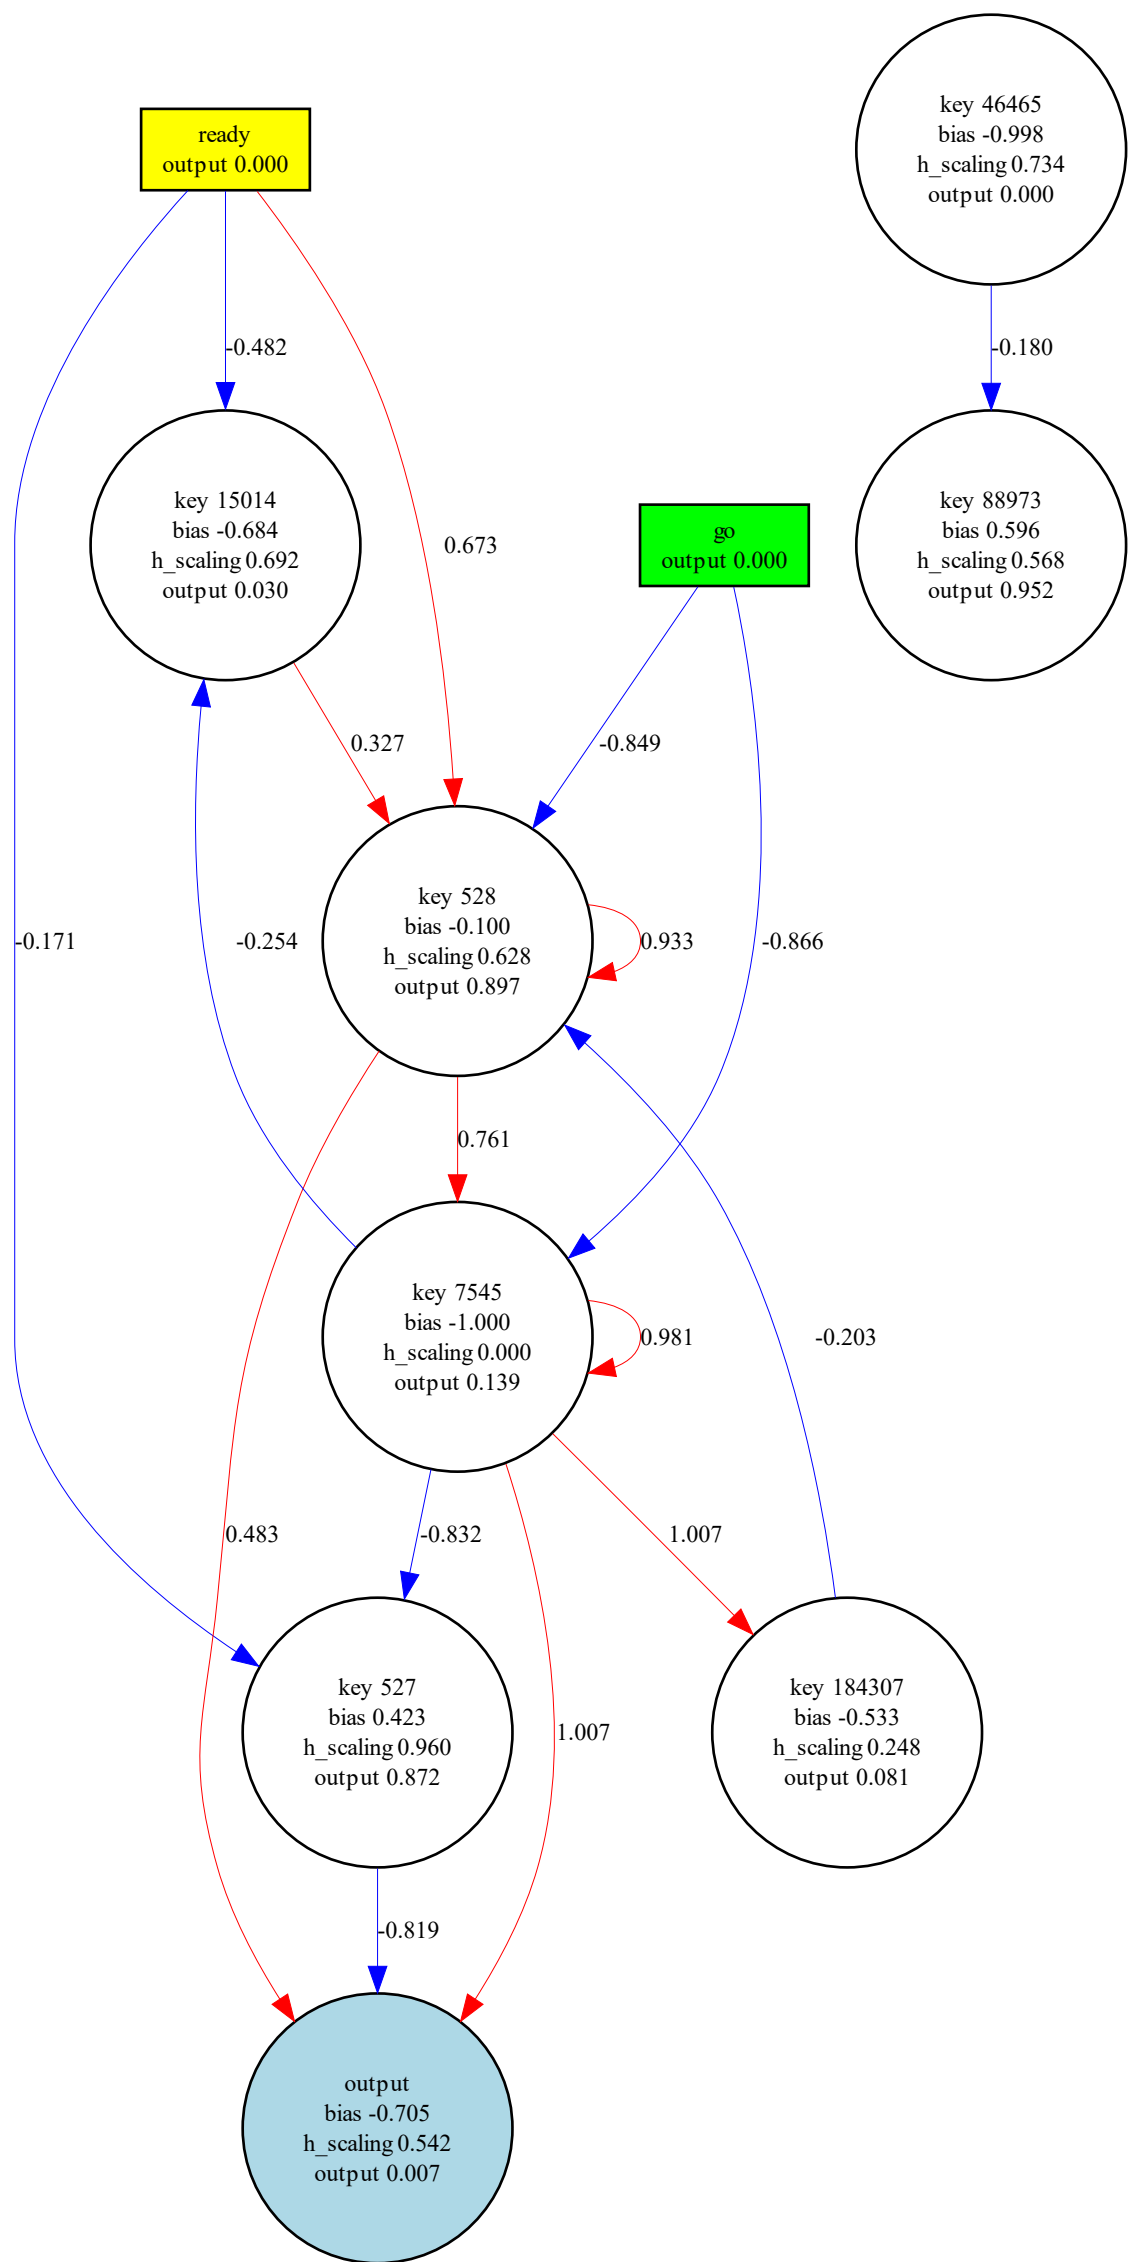 key 46465
bias -0.998
h_scaling 0.734
output 0.000
ready
output 0.000
-0.482
-0.180
key 15014
bias -0.684
h_scaling 0.692
output 0.030
0.673
go
output 0.000
key 88973
bias 0.596
h_scaling 0.568
output 0.952
0.327
-0.849
key 528
bias -0.100
h_scaling 0.628
output 0.897
-0.171
-0.254
0.933
-0.866
0.761
key 7545
bias -1.000
h_scaling 0.000
output 0.139
0.981
-0.203
0.483
-0.832
1.007
key 527
bias 0.423
h_scaling 0.960
output 0.872
1.007
key 184307
bias -0.533
h_scaling 0.248
output 0.081
-0.819
output
bias -0.705
h_scaling 0.542
output 0.007